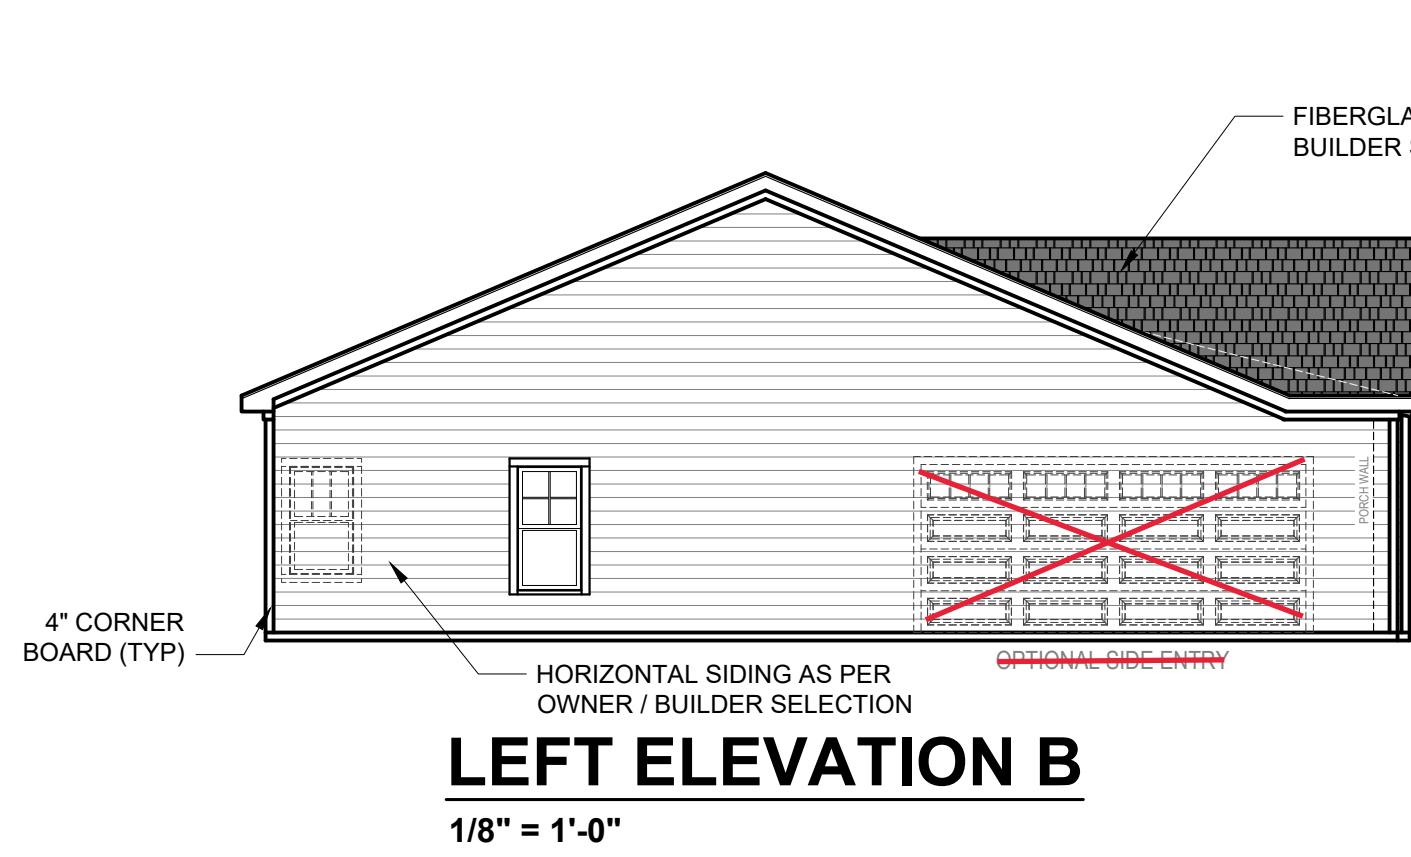 FIBERGLA
BUILDER
PORCH WALL
4" CORNER
BOARD (TYP)
OPTIONAL SIDE ENTRY
HORIZONTAL SIDING AS PER
OWNER / BUILDER SELECTION
LEFT ELEVATION B
1/8" = 1'-0"